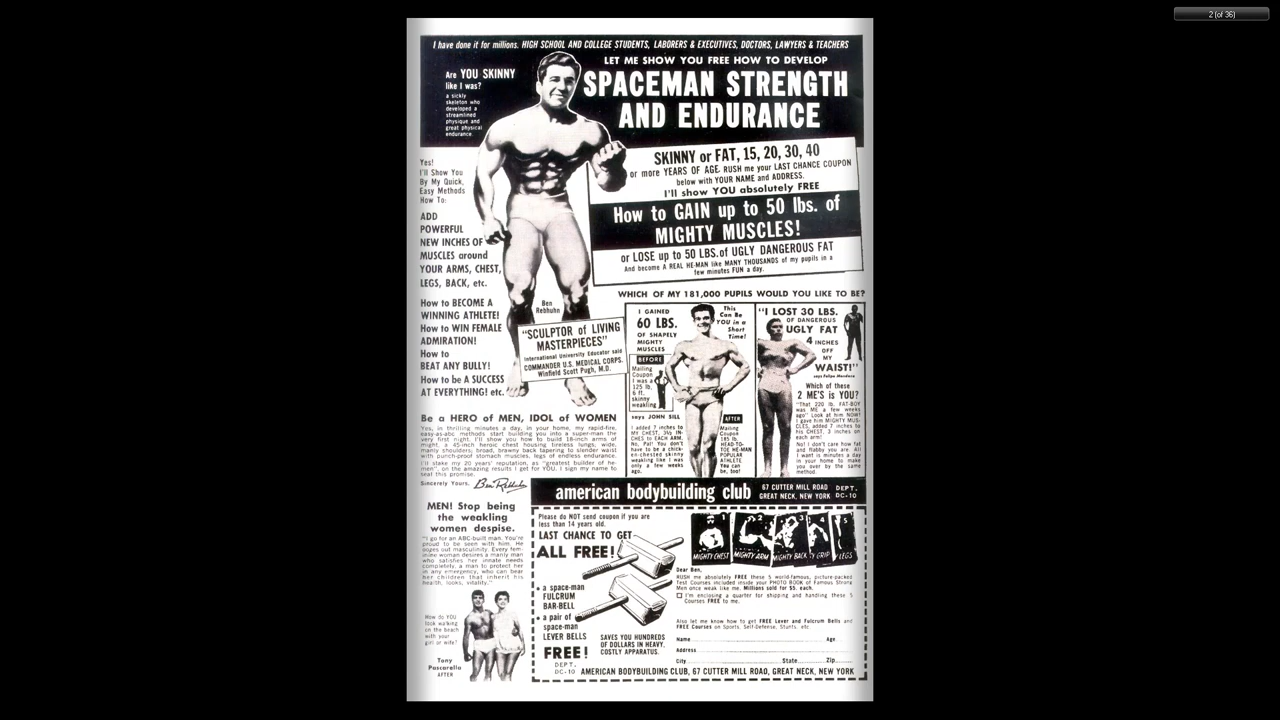 2 (of 36)
I have done it for millions. HIGH SCHOOL AND COLLEGE STUDENTS, LABORERS & EXECUTIVES, DOCTORS, LAWYERS & TEACHERS
LET ME SHOW YOU FREE HOW TO DEVELOP
SPACEMAN STRENGTH
AND ENDURANCE
Are YOU SKINNY
like I was?
a sickly
skeleton who
developed a
streamlined
physique and
great physical
endurance.
SKINNY or FAT, 15, 20, 30, 40
or more YEARS OF AGE. RUSH me your LAST CHANCE COUPON
below with YOUR NAME and ADDRESS.
I'll show YOU absolutely FREE
How to GAIN up to 50 lbs. of
MIGHTY MUSCLES!
or LOSE up to 50 LBS. of UGLY DANGEROUS FAT
And become A REAL HE-MAN like MANY THOUSANDS of my pupils in a
few minutes FUN a day.
Yes!
I'll Show You
By My Quick,
Easy Methods
How To:
ADD
POWERFUL
NEW INCHES OF
MUSCLES around
YOUR ARMS, CHEST,
LEGS, BACK, etc.
How to BECOME A
WINNING ATHLETE!
How to WIN FEMALE
ADMIRATION!
How to
BEAT ANY BULLY!
How to be A SUCCESS
AT EVERYTHING! etc.
Ben
Rebhuhn
"SCULPTOR of LIVING
MASTERPIECES"
International University Educator said
COMMANDER U.S. MEDICAL CORPS.
Winfield Scott Pugh, M.D.
WHICH OF MY 181,000 PUPILS WOULD YOU LIKE TO BE?
I GAINED
60 LBS.
OF SHAPELY
MIGHTY
MUSCLES
BEFORE
Mailing
Coupon
I was a
125 lb.
6 ft.
skinny
weakling
says JOHN SILL
I added 7 inches to
MY CHEST, 3½ IN-
CHES to EACH ARM.
No, Pal! You don't
have to be a chick-
en-chested skinny
weakling like I was
only a few weeks
ago.
This
Can Be
YOU in a
Short
Time!
AFTER
Mailing
Coupon
185 lb.
HEAD-TO-
TOE HE-MAN
POPULAR
ATHLETE
You can
be, too!
"I LOST 30 LBS.
OF DANGEROUS
UGLY FAT
4 INCHES
OFF
MY
WAIST!"
Which of these
2 ME'S is YOU?
"That 220 lb. FAT-BOY
was ME a few weeks
ago" Look at him NOW!
I gave him MIGHTY MUS-
CLES, added 7 inches to
his CHEST, 3 inches on
each arm!
No! I don't care how fat
and flabby you are. All
I want is minutes a day
in your home to make
you over by the same
method.
Be a HERO of MEN, IDOL of WOMEN
Yes, in thrilling minutes a day, in your home, my rapid-fire,
easy-as-abc methods start building you into a super-man the
very first night. I'll show you how to build 18-inch arms of
might, a 45-inch heroic chest housing tireless lungs, wide,
manly shoulders; broad, brawny back tapering to slender waist
with punch-proof stomach muscles, legs of endless endurance.
I'll stake my 20 years' reputation, as "greatest builder of he-
men", on the amazing results I get for YOU. I sign my name to
seal this promise.
Sincerely Yours, Ben Rebhuhn
american bodybuilding club
67 CUTTER MILL ROAD
GREAT NECK, NEW YORK
DEPT.
DC-10
MEN! Stop being
the weakling
women despise.
"I go for an ABC-built man. You're
proud to be seen with him. He
oozes out masculinity. Every fem-
inine woman desires a manly man
who satisfies her innate needs
completely, a man to protect her
in any emergency, who can bear
her children that inherit his
health, looks, vitality."
How do YOU
look walking
on the beach
with your
girl or wife?
Tony
Pascarella
AFTER
Please do NOT send coupon if you are
less than 14 years old.
LAST CHANCE TO GET
ALL FREE!
• a space-man
FULCRUM
BAR-BELL
• a pair of
space-man
LEVER BELLS
FREE!
DEPT.
DC-10
SAVES YOU HUNDREDS
OF DOLLARS IN HEAVY,
COSTLY APPARATUS.
MIGHTY CHEST
MIGHTY ARM
MIGHTY BACK
GRIP
LEGS
Dear Ben,
RUSH me absolutely FREE these 5 world-famous, picture-packed
Test Courses included inside your PHOTO BOOK of Famous Strong
Men once weak like me. Millions sold for $5. each.
I'm enclosing a quarter for shipping and handling these 5
Courses FREE to me.
Also let me know how to get FREE Lever and Fulcrum Bells and
FREE Courses on Sports, Self-Defense, Stunts, etc.
Name Age
Address
City State Zip
AMERICAN BODYBUILDING CLUB, 67 CUTTER MILL ROAD, GREAT NECK, NEW YORK